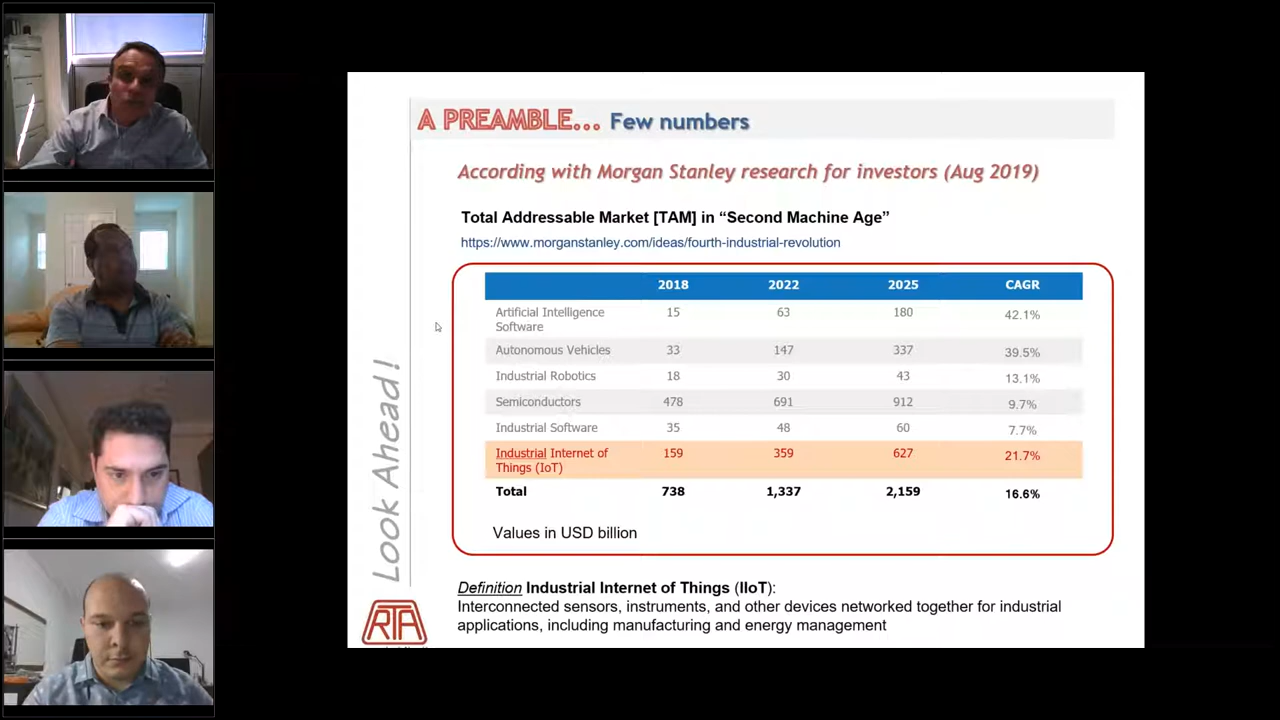 A PREAMBLE... Few numbers
According with Morgan Stanley research for investors (Aug 2019)
Total Addressable Market [TAM] in “Second Machine Age”
https://www.morganstanley.com/ideas/fourth-industrial-revolution
2018 2022 2025 CAGR
Artificial Intelligence
Software 15 63 180 42.1%
Autonomous Vehicles 33 147 337 39.5%
Industrial Robotics 18 30 43 13.1%
Semiconductors 478 691 912 9.7%
Industrial Software 35 48 60 7.7%
Industrial Internet of
Things (IoT) 159 359 627 21.7%
Total 738 1,337 2,159 16.6%
Values in USD billion
Look Ahead!
Definition Industrial Internet of Things (IIoT):
Interconnected sensors, instruments, and other devices networked together for industrial
applications, including manufacturing and energy management
RTA